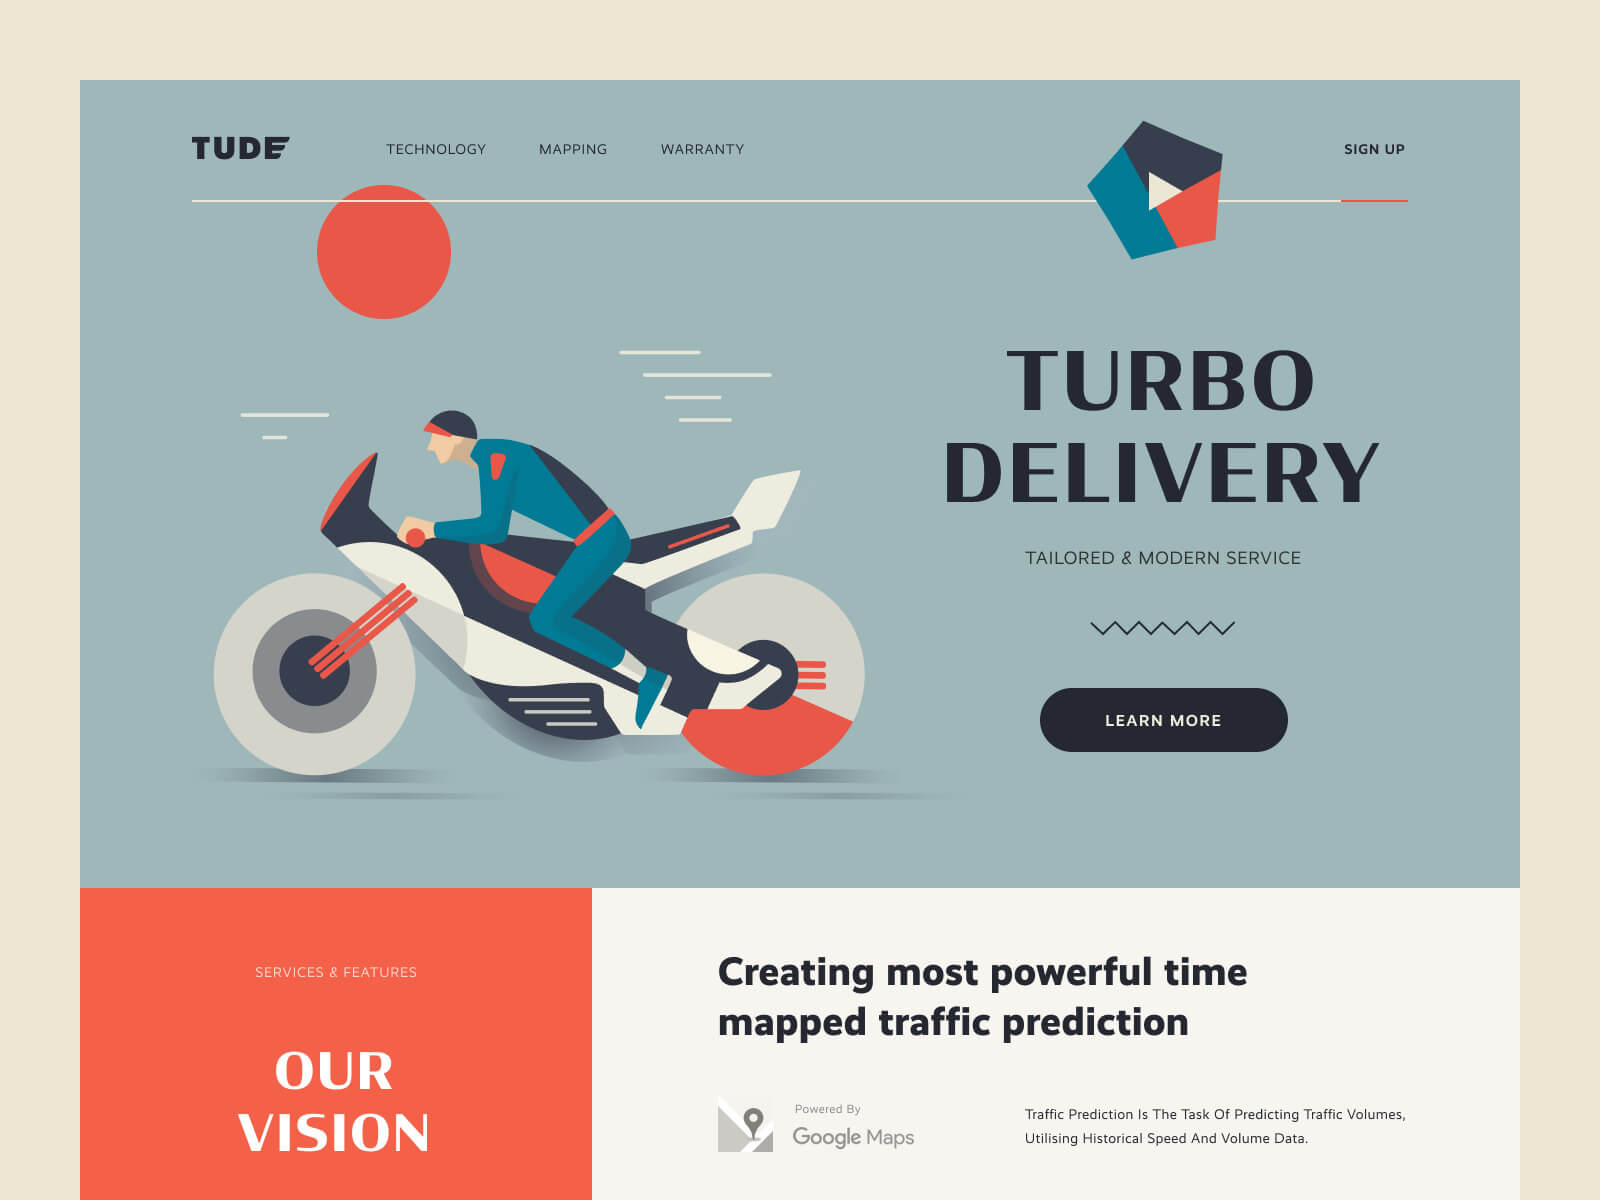 TUDE
TECHNOLOGY
MAPPING
WARRANTY
SIGN UP
TURBO
DELIVERY
TAILORED & MODERN SERVICE
LEARN MORE
SERVICES & FEATURES
OUR
VISION
Creating most powerful time
mapped traffic prediction
Powered By
Google Maps
Traffic Prediction Is The Task Of Predicting Traffic Volumes,
Utilising Historical Speed And Volume Data.